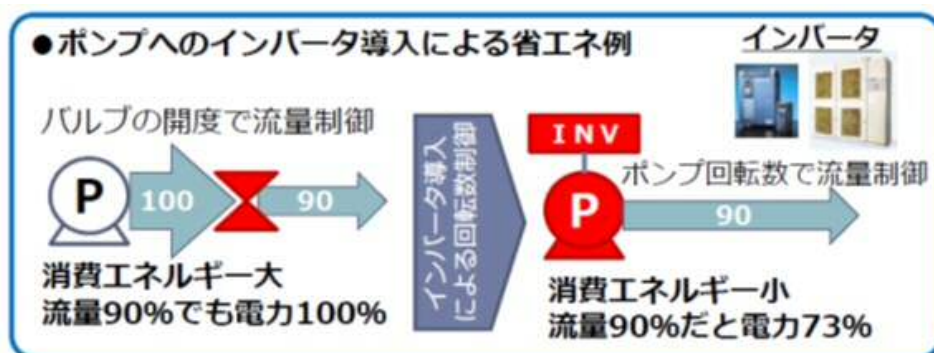 ●ポンプへのインバータ導入による省エネ例
インバータ
バルブの開度で流量制御
P
100
90
消費エネルギー大
流量90%でも電力100%
インバータ導入
による回転数制御
INV
ポンプ回転数で流量制御
P
90
消費エネルギー小
流量90%だと電力73%